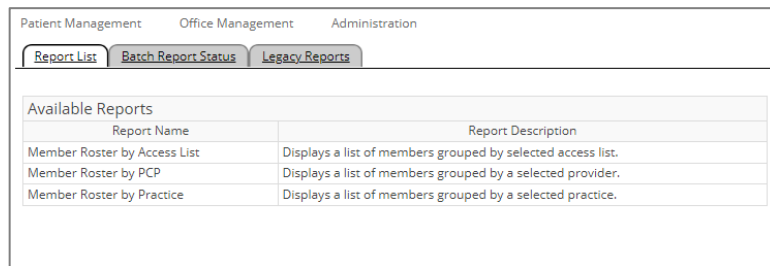 Patient Management Office Management Administration
Report List Batch Report Status Legacy Reports
Available Reports
Report Name Report Description
Member Roster by Access List Displays a list of members grouped by selected access list.
Member Roster by PCP Displays a list of members grouped by a selected provider.
Member Roster by Practice Displays a list of members grouped by a selected practice.